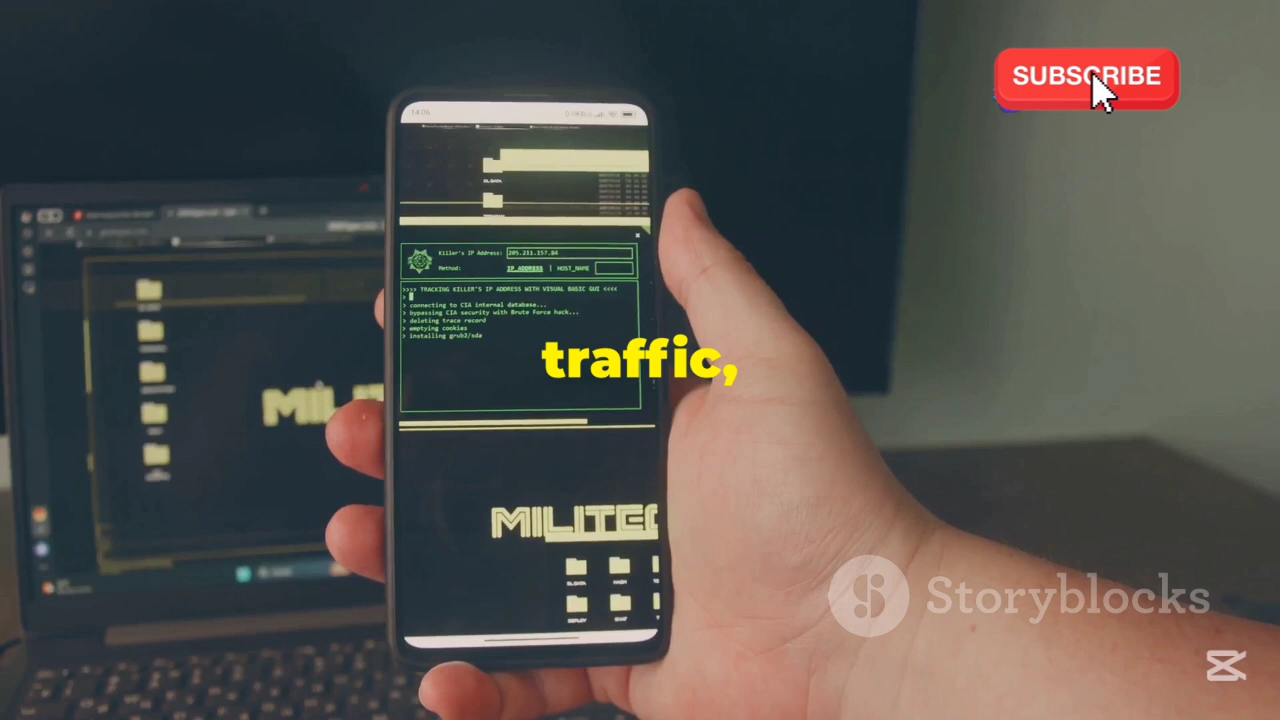 SUBSCRIBE
14:06
Killer's IP Address: 205.211.157.84
Method: IP_ADDRESS | HOST_NAME
>>>> TRACKING KILLER'S IP ADDRESS WITH VISUAL BASIC GUI <<<<
>
> connecting to CIA internal database...
> bypassing CIA security with Brute Force hack...
> deleting trace record
> emptying cookies
> installing grub2/sda
traffic,
MILITEC
Storyblocks